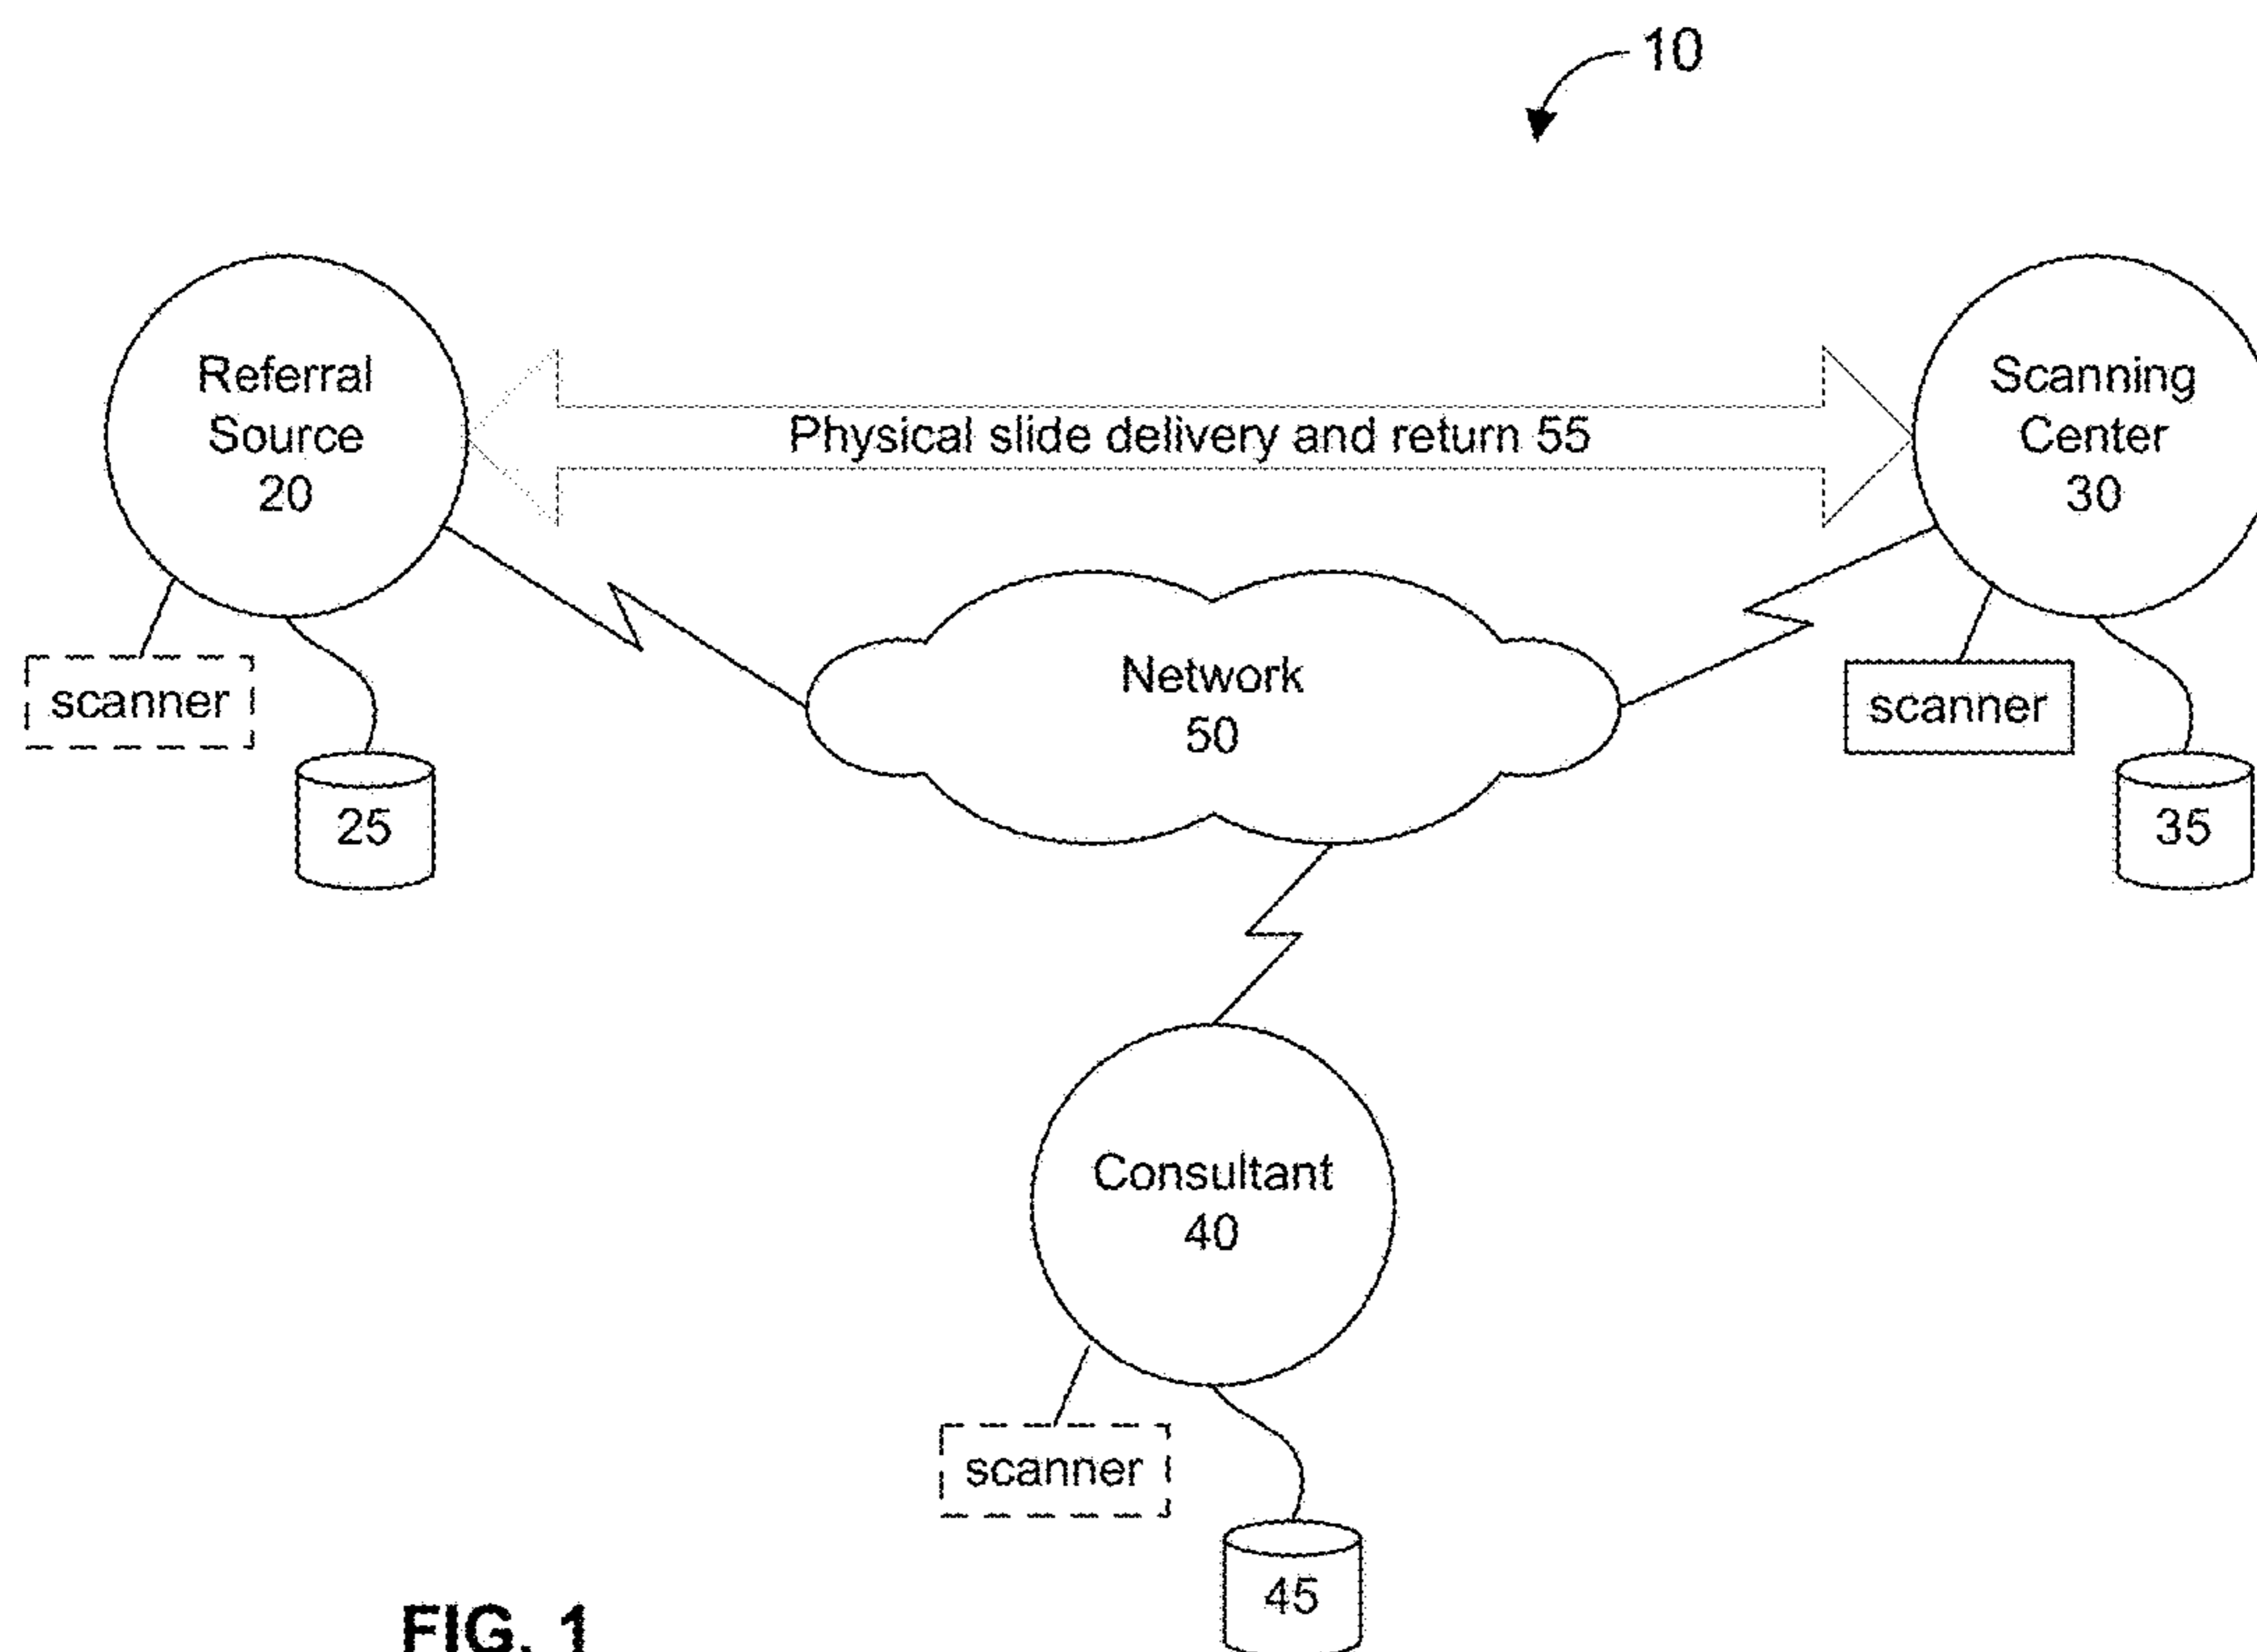 10
Referral
Source
20
Physical slide delivery and return 55
Scanning
Center
30
scanner
25
Network
50
scanner
35
Consultant
40
scanner
45
FIG. 1